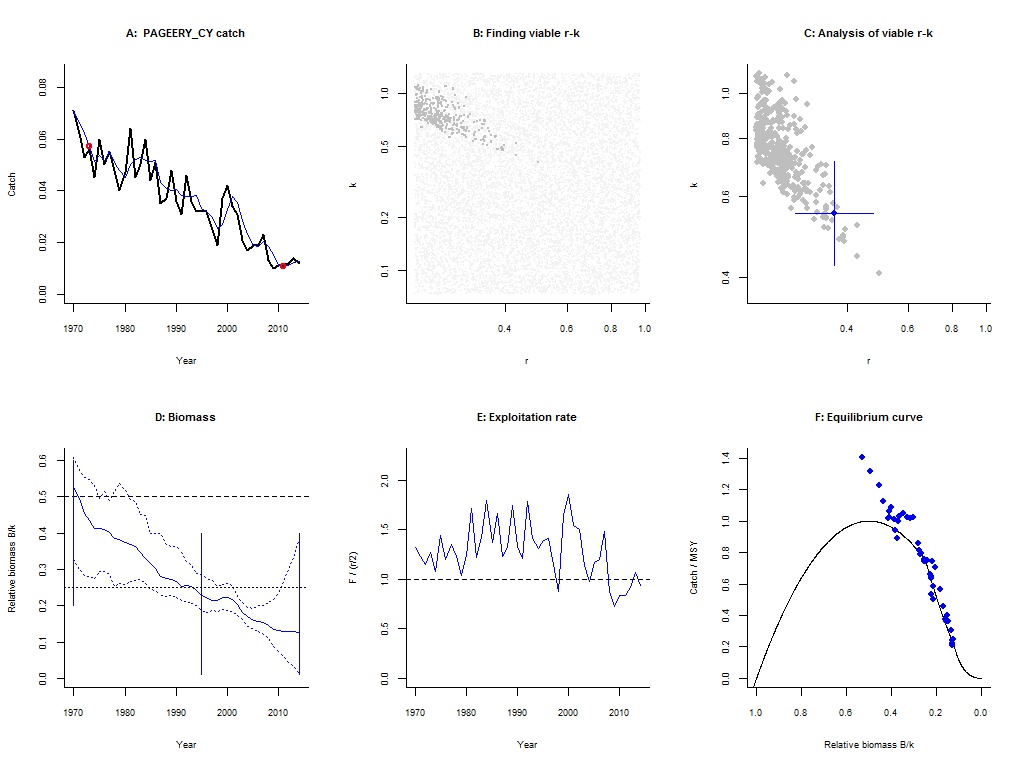 A: PAGEERY_CY catch
Catch
0.00 0.02 0.04 0.06 0.08
1970 1980 1990 2000 2010
Year
B: Finding viable r-k
k
0.1 0.2 0.5 1.0
0.4 0.6 0.8 1.0
r
C: Analysis of viable r-k
k
0.4 0.6 0.8 1.0
0.4 0.6 0.8 1.0
r
D: Biomass
Relative biomass B/k
0.0 0.1 0.2 0.3 0.4 0.5 0.6
1970 1980 1990 2000 2010
Year
E: Exploitation rate
F / (r/2)
0.0 0.5 1.0 1.5 2.0
1970 1980 1990 2000 2010
Year
F: Equilibrium curve
Catch / MSY
0.0 0.2 0.4 0.6 0.8 1.0 1.2 1.4
1.0 0.8 0.6 0.4 0.2 0.0
Relative biomass B/k